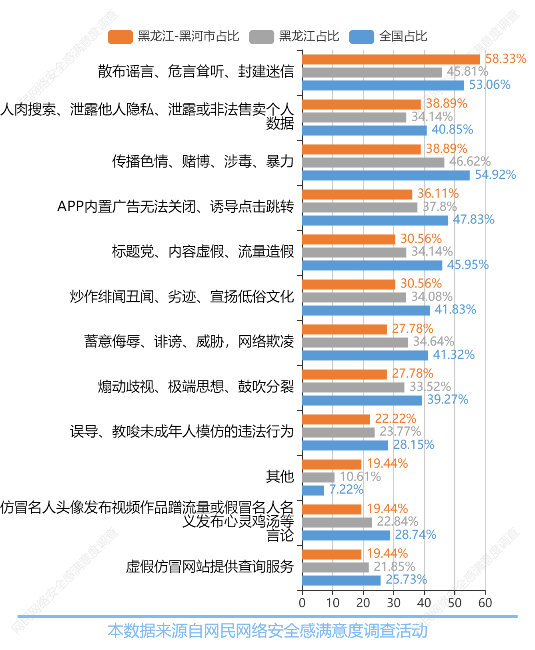 黑龙江-黑河市占比 黑龙江占比 全国占比
散布谣言、危言耸听、封建迷信
58.33%
45.81%
53.06%
人肉搜索、泄露他人隐私、泄露或非法售卖个人
数据
38.89%
34.14%
40.85%
传播色情、赌博、涉毒、暴力
38.89%
46.62%
54.92%
APP内置广告无法关闭、诱导点击跳转
36.11%
37.8%
47.83%
标题党、内容虚假、流量造假
30.56%
34.14%
45.95%
炒作绯闻丑闻、劣迹、宣扬低俗文化
30.56%
34.08%
41.83%
蓄意侮辱、诽谤、威胁，网络欺凌
27.78%
34.64%
41.32%
煽动歧视、极端思想、鼓吹分裂
27.78%
33.52%
39.27%
误导、教唆未成年人模仿的违法行为
22.22%
23.77%
28.15%
其他
19.44%
10.61%
7.22%
仿冒名人头像发布视频作品蹭流量或假冒名人名
义发布心灵鸡汤等
言论
19.44%
22.84%
28.74%
虚假仿冒网站提供查询服务
19.44%
21.85%
25.73%
0 10 20 30 40 50 60
本数据来源自网民网络安全感满意度调查活动